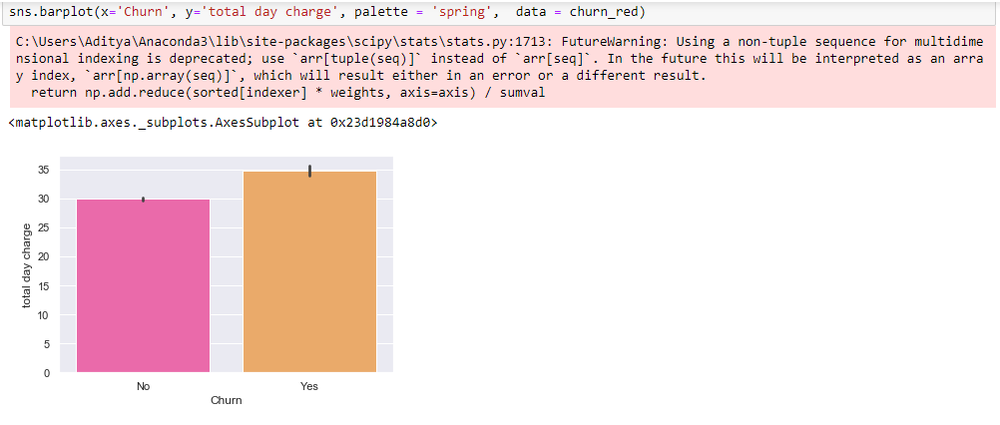 sns.barplot(x='Churn', y='total day charge', palette = 'spring',  data = churn_red)
C:\Users\Aditya\Anaconda3\lib\site-packages\scipy\stats\stats.py:1713: FutureWarning: Using a non-tuple sequence for multidime
nsional indexing is deprecated; use `arr[tuple(seq)]` instead of `arr[seq]`. In the future this will be interpreted as an arra
y index, `arr[np.array(seq)]`, which will result either in an error or a different result.
  return np.add.reduce(sorted[indexer] * weights, axis=axis) / sumval
<matplotlib.axes._subplots.AxesSubplot at 0x23d1984a8d0>
total day charge
35
30
25
20
15
10
5
0
No Yes
Churn